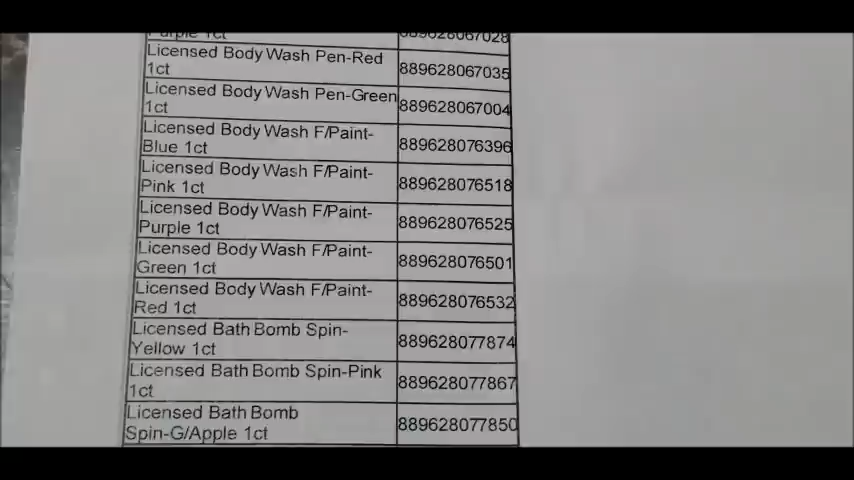 Purple 1ct 889628067028
Licensed Body Wash Pen-Red
1ct
889628067035
Licensed Body Wash Pen-Green
1ct
889628067004
Licensed Body Wash F/Paint-
Blue 1ct
889628076396
Licensed Body Wash F/Paint-
Pink 1ct
889628076518
Licensed Body Wash F/Paint-
Purple 1ct
889628076525
Licensed Body Wash F/Paint-
Green 1ct
889628076501
Licensed Body Wash F/Paint-
Red 1ct
889628076532
Licensed Bath Bomb Spin-
Yellow 1ct
889628077874
Licensed Bath Bomb Spin-Pink
1ct
889628077867
Licensed Bath Bomb
Spin-G/Apple 1ct
889628077850